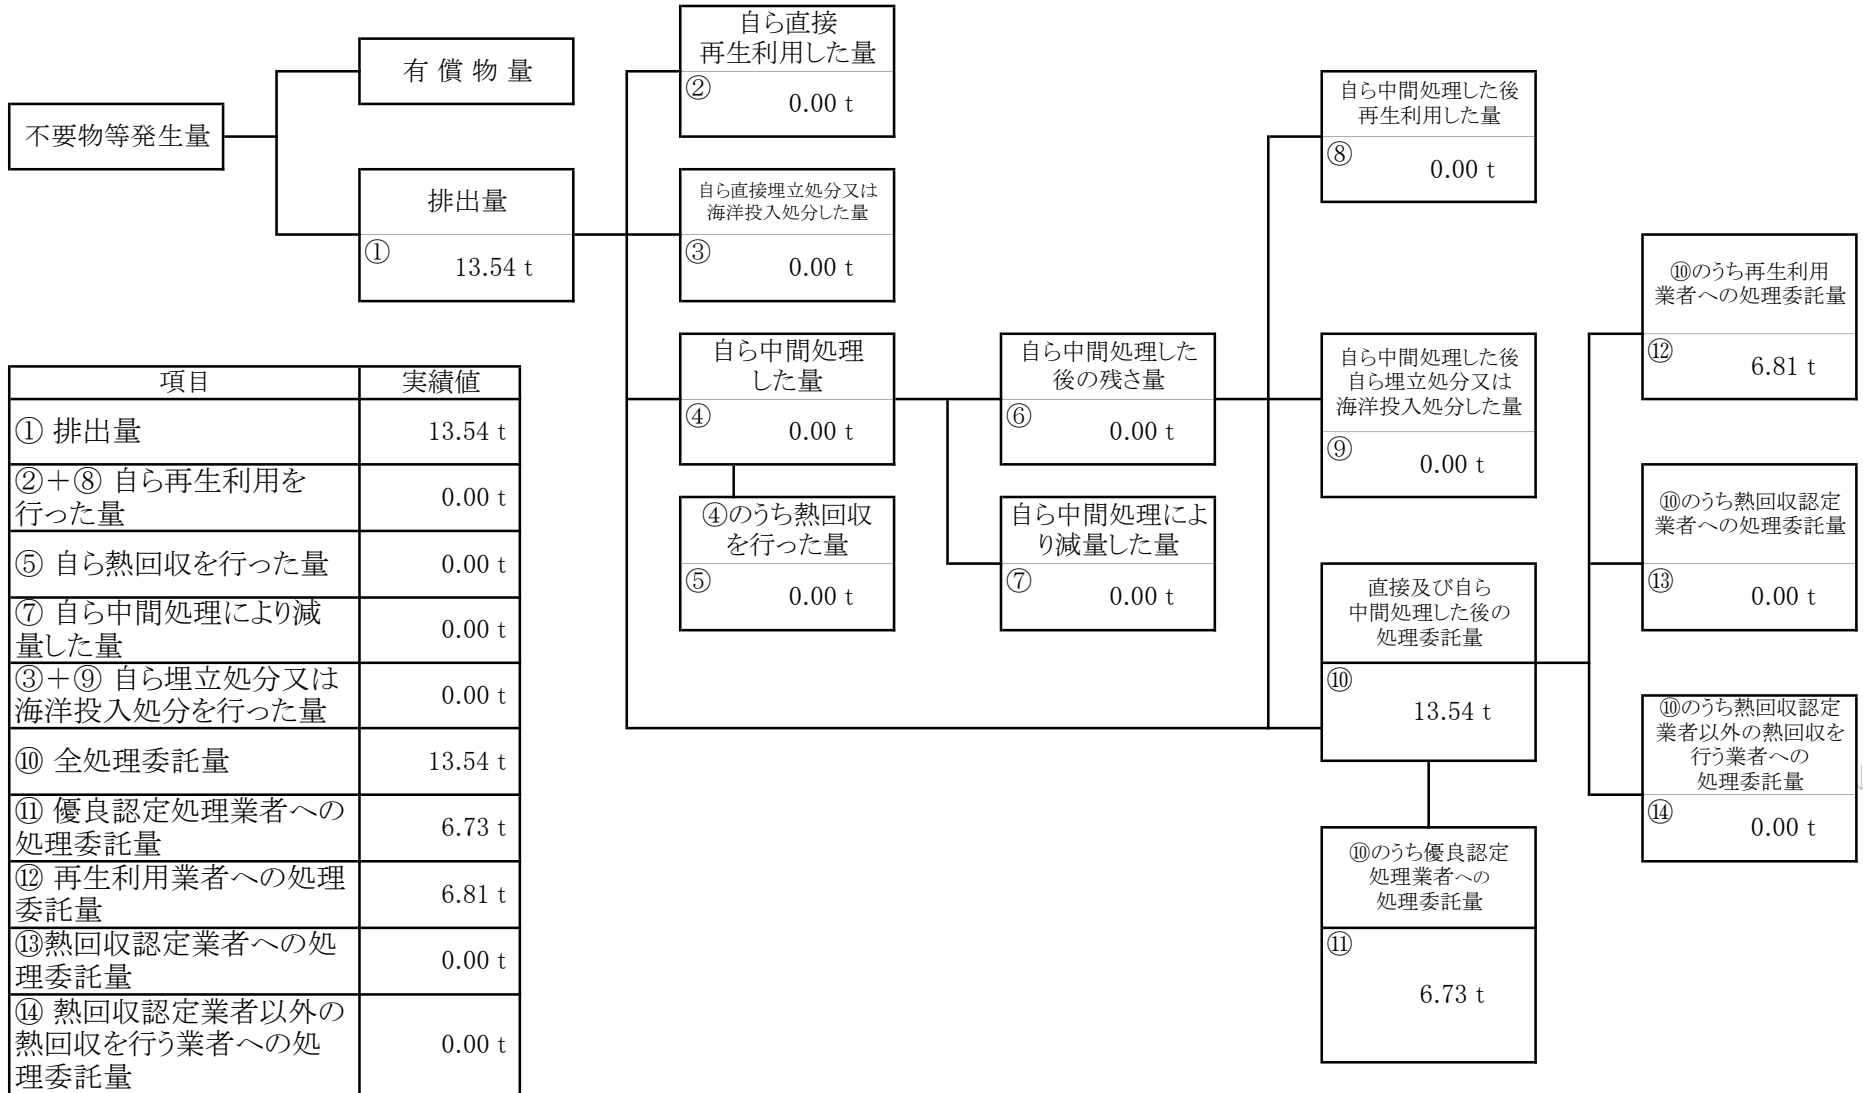 不要物等発生量
有 償 物 量
排出量
①
13.54 t
自ら直接
再生利用した量
②
0.00 t
自ら直接埋立処分又は
海洋投入処分した量
③
0.00 t
自ら中間処理
した量
④
0.00 t
④のうち熱回収
を行った量
⑤
0.00 t
自ら中間処理した
後の残さ量
⑥
0.00 t
自ら中間処理によ
り減量した量
⑦
0.00 t
自ら中間処理した後
再生利用した量
⑧
0.00 t
自ら中間処理した後
自ら埋立処分又は
海洋投入処分した量
⑨
0.00 t
直接及び自ら
中間処理した後の
処理委託量
⑩
13.54 t
⑩のうち優良認定
処理業者への
処理委託量
⑪
6.73 t
⑩のうち再生利用
業者への処理委託量
⑫
6.81 t
⑩のうち熱回収認定
業者への処理委託量
⑬
0.00 t
⑩のうち熱回収認定
業者以外の熱回収を
行う業者への
処理委託量
⑭
0.00 t
項目 実績値
① 排出量 13.54 t
②＋⑧ 自ら再生利用を
行った量 0.00 t
⑤ 自ら熱回収を行った量 0.00 t
⑦ 自ら中間処理により減
量した量 0.00 t
③＋⑨ 自ら埋立処分又は
海洋投入処分を行った量 0.00 t
⑩ 全処理委託量 13.54 t
⑪ 優良認定処理業者への
処理委託量 6.73 t
⑫ 再生利用業者への処理
委託量 6.81 t
⑬熱回収認定業者への処
理委託量 0.00 t
⑭ 熱回収認定業者以外の
熱回収を行う業者への処
理委託量 0.00 t